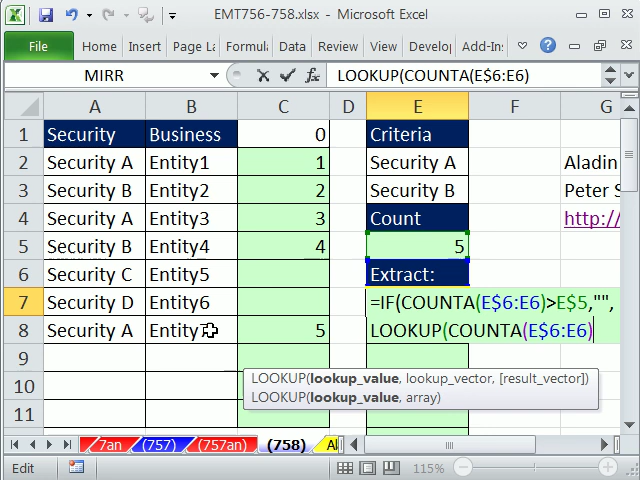 EMT756-758.xlsx - Microsoft Excel
File Home Insert Page La Formula Data Review View Develop Add-Ins
MIRR LOOKUP(COUNTA(E$6:E6)
A B C D E F G
1 Security Business 0 Criteria
2 Security A Entity1 1 Security A Aladin
3 Security B Entity2 2 Security B Peter S
4 Security A Entity3 3 Count http://
5 Security B Entity4 4 5
6 Security C Entity5 Extract:
7 Security D Entity6 =IF(COUNTA(E$6:E6)>E$5,"",
8 Security A Entity 5 LOOKUP(COUNTA(E$6:E6)
9
LOOKUP(lookup_value, lookup_vector, [result_vector])
10
LOOKUP(lookup_value, array)
11
7an (757) (757an) (758)
Edit 115%